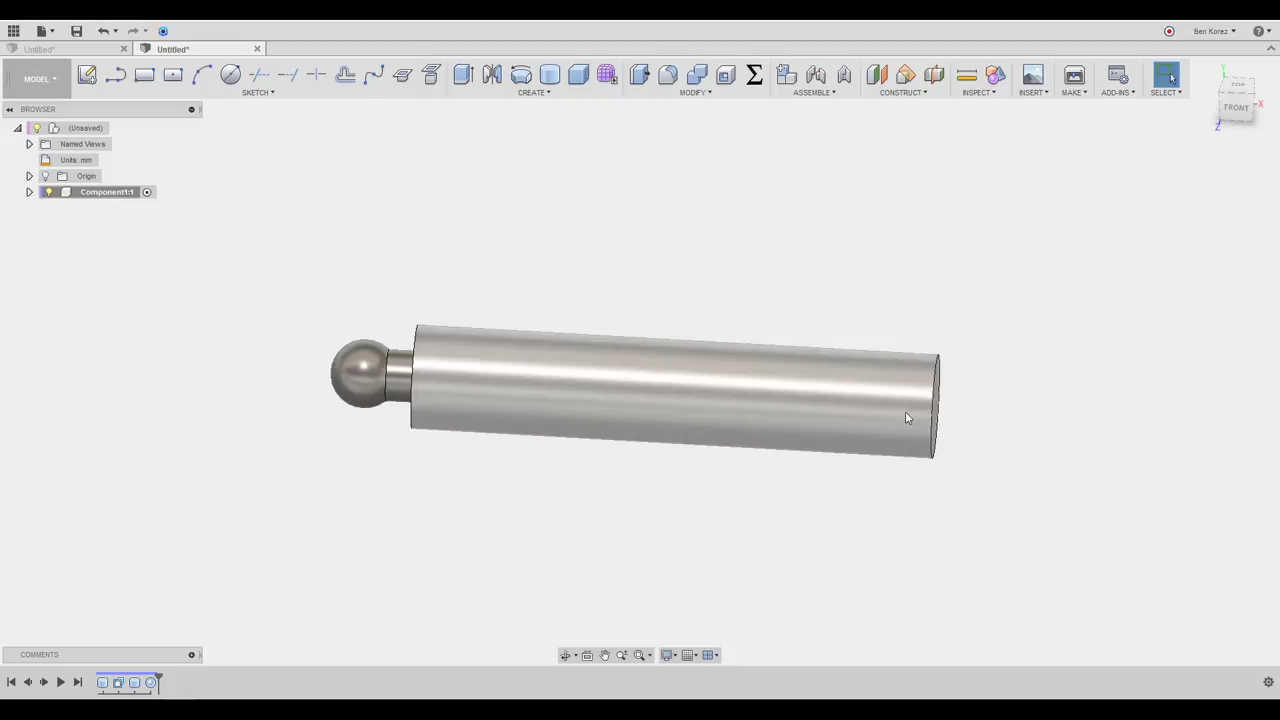 Ben Korez
Untitled*
Untitled*
MODEL
SKETCH
CREATE
MODIFY
ASSEMBLE
CONSTRUCT
INSPECT
INSERT
MAKE
ADD-INS
SELECT
BROWSER
(Unsaved)
Named Views
Units: mm
Origin
Component1:1
Y
TOP
FRONT
X
Z
COMMENTS